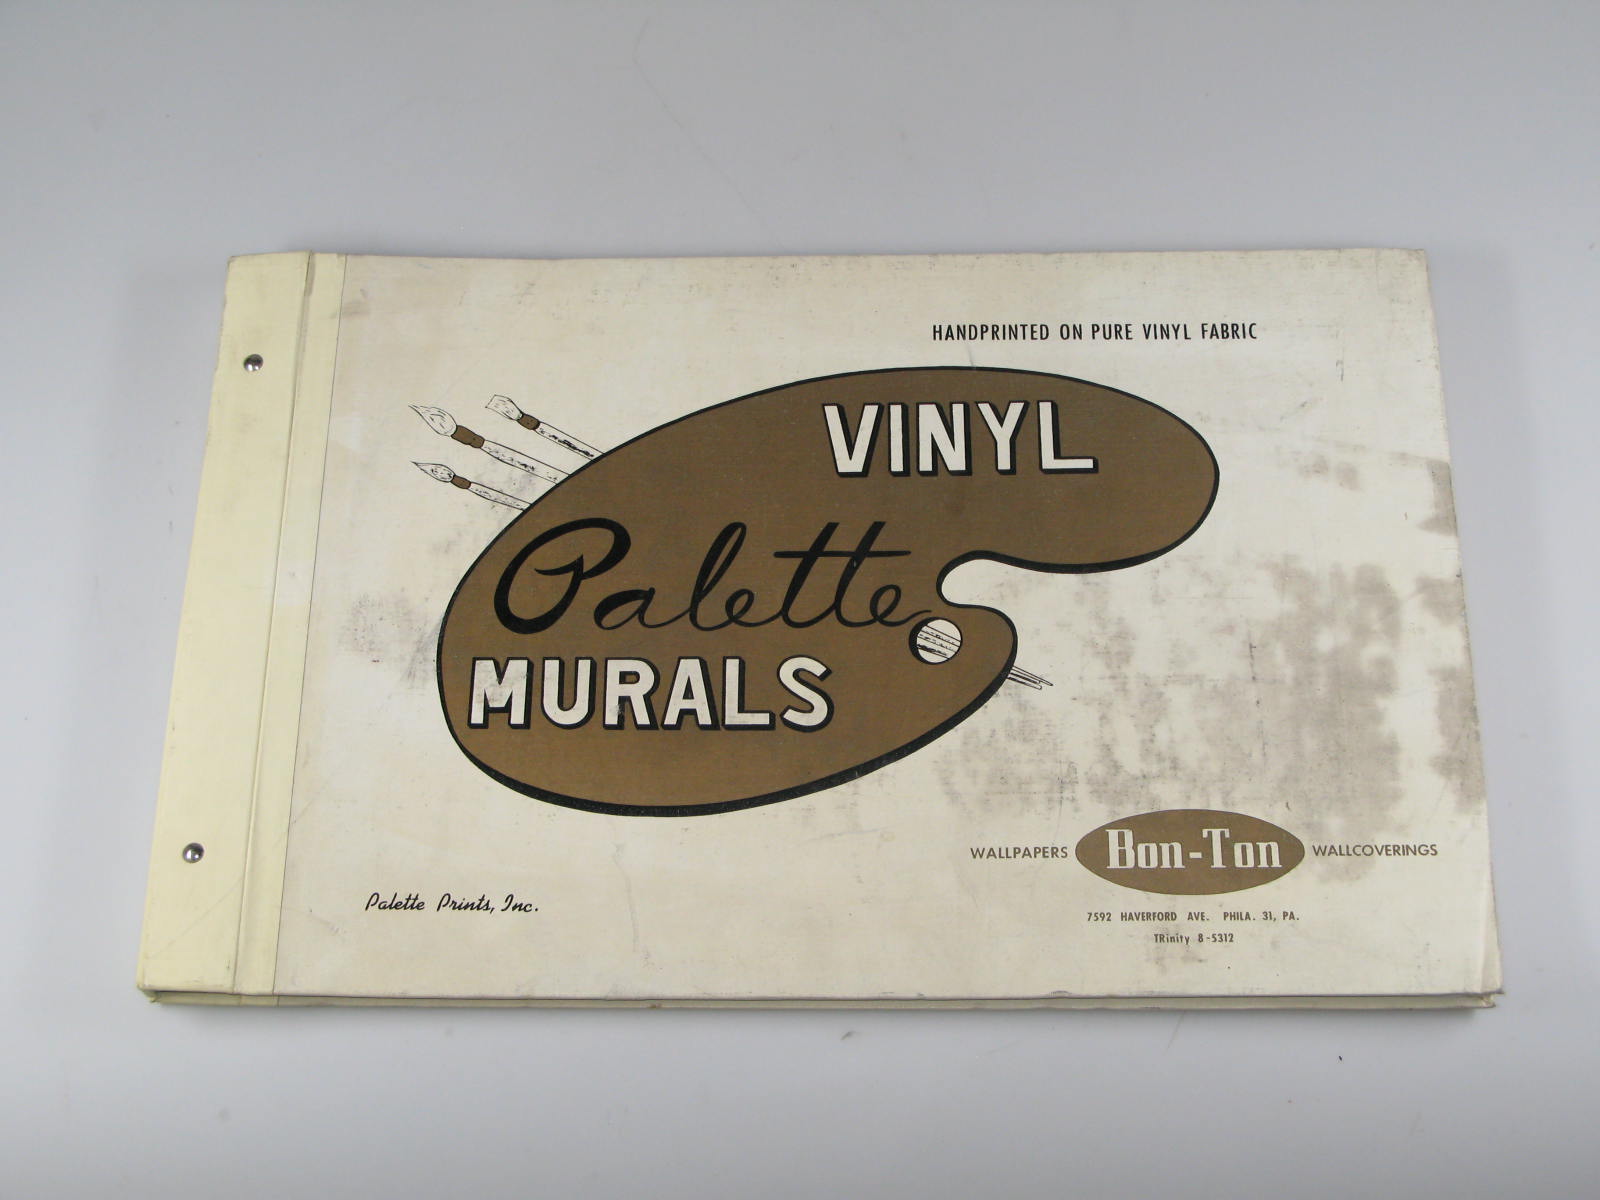 HANDPRINTED ON PURE VINYL FABRIC
VINYL
Palette
MURALS
WALLPAPERS Bon-Ton WALLCOVERINGS
Palette Prints, Inc.
7592 HAVERFORD AVE. PHILA. 31, PA.
TRinity 8-5312